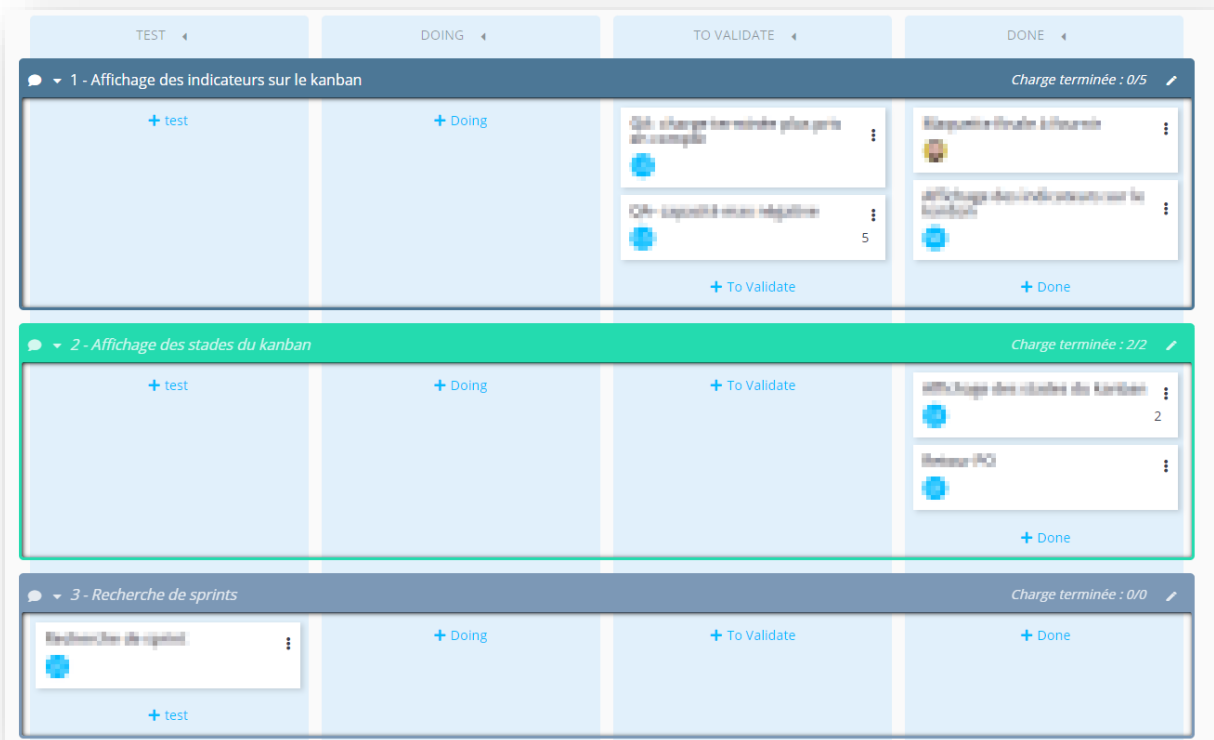 TEST
DOING
TO VALIDATE
DONE
1 - Affichage des indicateurs sur le kanban
Charge terminée : 0/5
+ test
+ Doing
5
+ To Validate
+ Done
2 - Affichage des stades du kanban
Charge terminée : 2/2
+ test
+ Doing
+ To Validate
2
+ Done
3 - Recherche de sprints
Charge terminée : 0/0
+ Doing
+ To Validate
+ Done
+ test